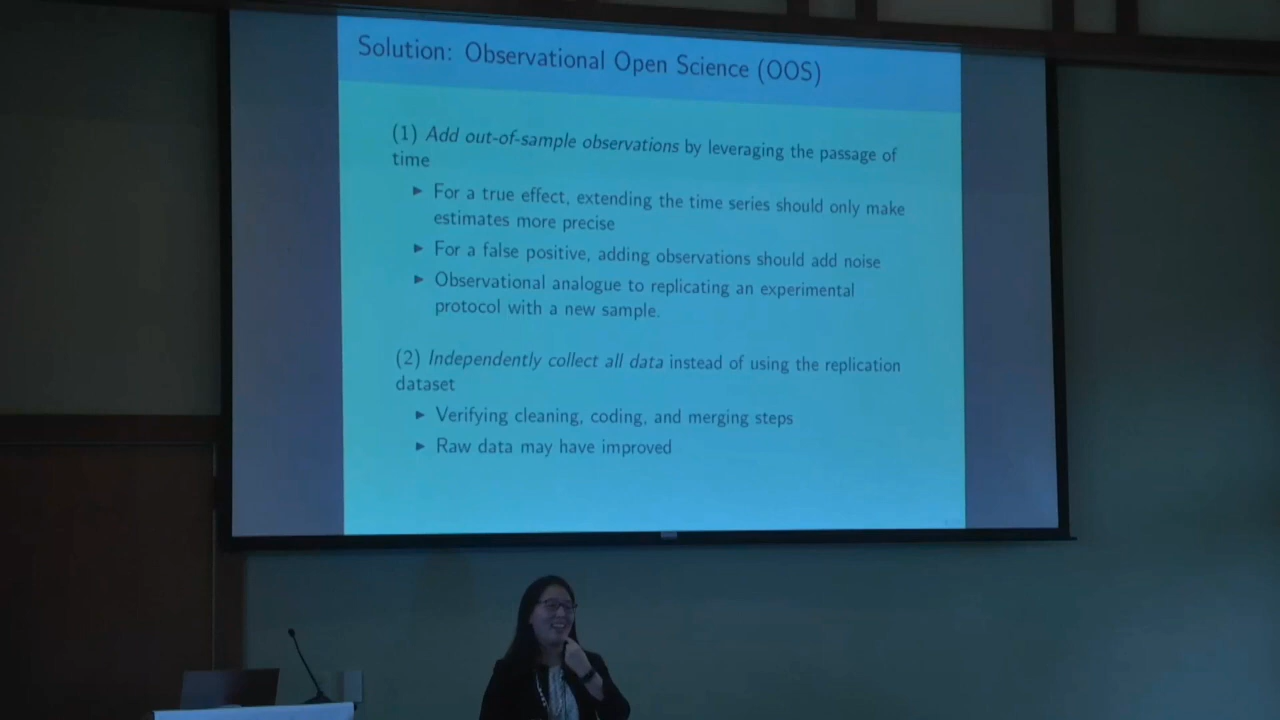 Solution: Observational Open Science (OOS)
(1) Add out-of-sample observations by leveraging the passage of
time
► For a true effect, extending the time series should only make
estimates more precise
► For a false positive, adding observations should add noise
► Observational analogue to replicating an experimental
protocol with a new sample.
(2) Independently collect all data instead of using the replication
dataset
► Verifying cleaning, coding, and merging steps
► Raw data may have improved